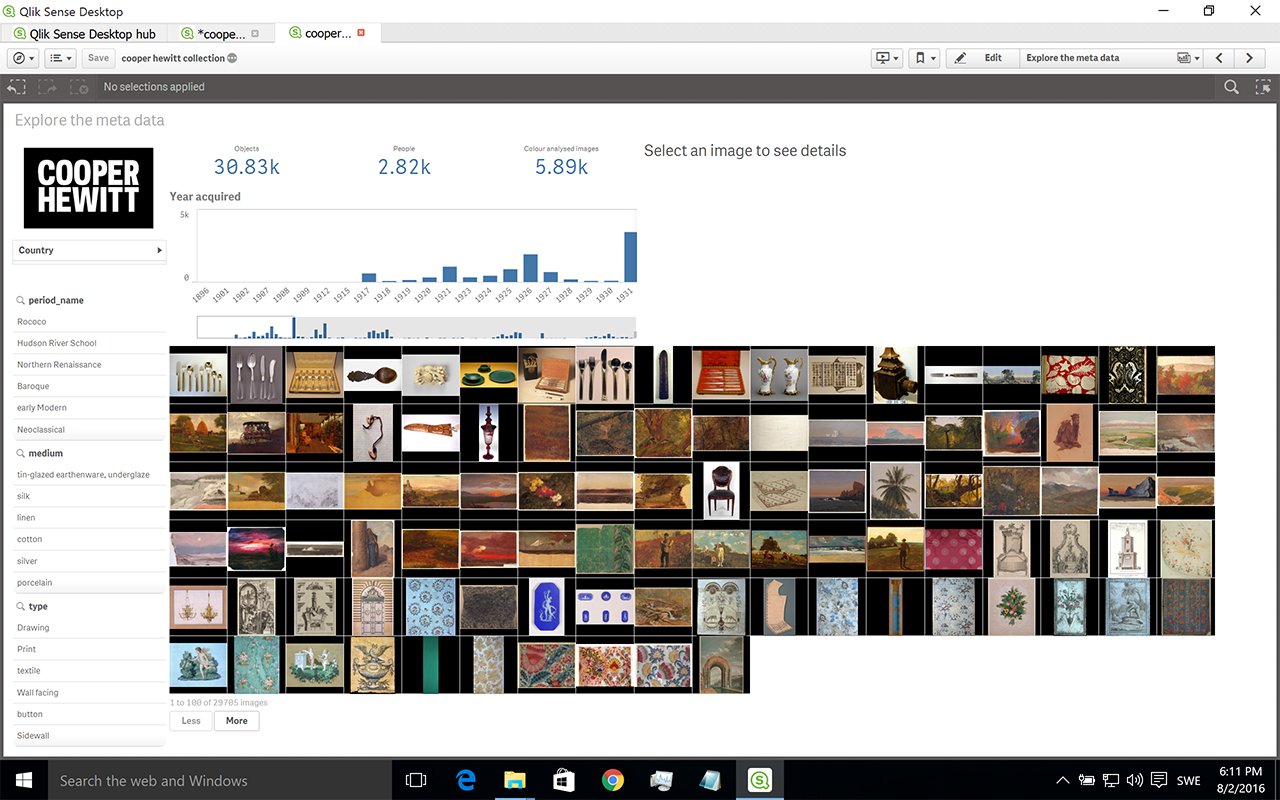 Qlik Sense Desktop
Qlik Sense Desktop hub
*coope...
cooper...
Save
cooper hewitt collection
Edit
Explore the meta data
No selections applied
Explore the meta data
COOPER
HEWITT
Objects
30.83k
People
2.82k
Colour analysed images
5.89k
Select an image to see details
Year acquired
5k
0
1896 1901 1902 1907 1908 1909 1912 1915 1917 1918 1919 1920 1921 1923 1924 1925 1926 1927 1928 1929 1930 1931
Country
period_name
Rococo
Hudson River School
Northern Renaissance
Baroque
early Modern
Neoclassical
medium
tin-glazed earthenware, underglaze
silk
linen
cotton
silver
porcelain
type
Drawing
Print
textile
Wall facing
button
Sidewall
1 to 100 of 29705 images
Less
More
Search the web and Windows
SWE
6:11 PM
8/2/2016